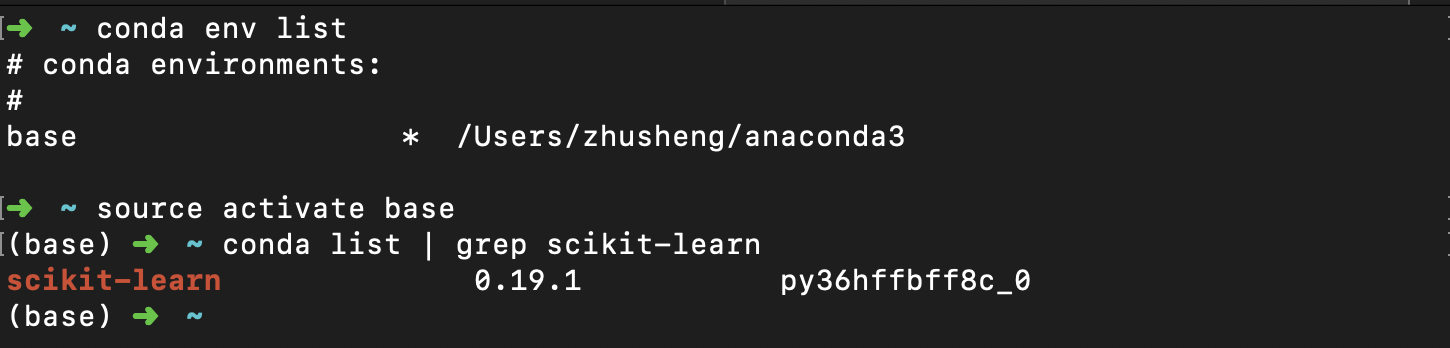 ➜ ~ conda env list
# conda environments:
#
base * /Users/zhusheng/anaconda3
➜ ~ source activate base
(base) ➜ ~ conda list | grep scikit-learn
scikit-learn 0.19.1 py36hffbff8c_0
(base) ➜ ~